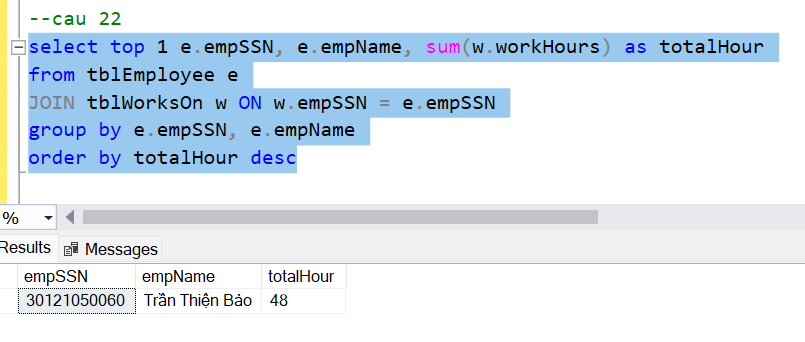 --cau 22
select top 1 e.empSSN, e.empName, sum(w.workHours) as totalHour
from tblEmployee e
JOIN tblWorksOn w ON w.empSSN = e.empSSN
group by e.empSSN, e.empName
order by totalHour desc
%
Results Messages
empSSN empName totalHour
30121050060 Trần Thiện Bảo 48